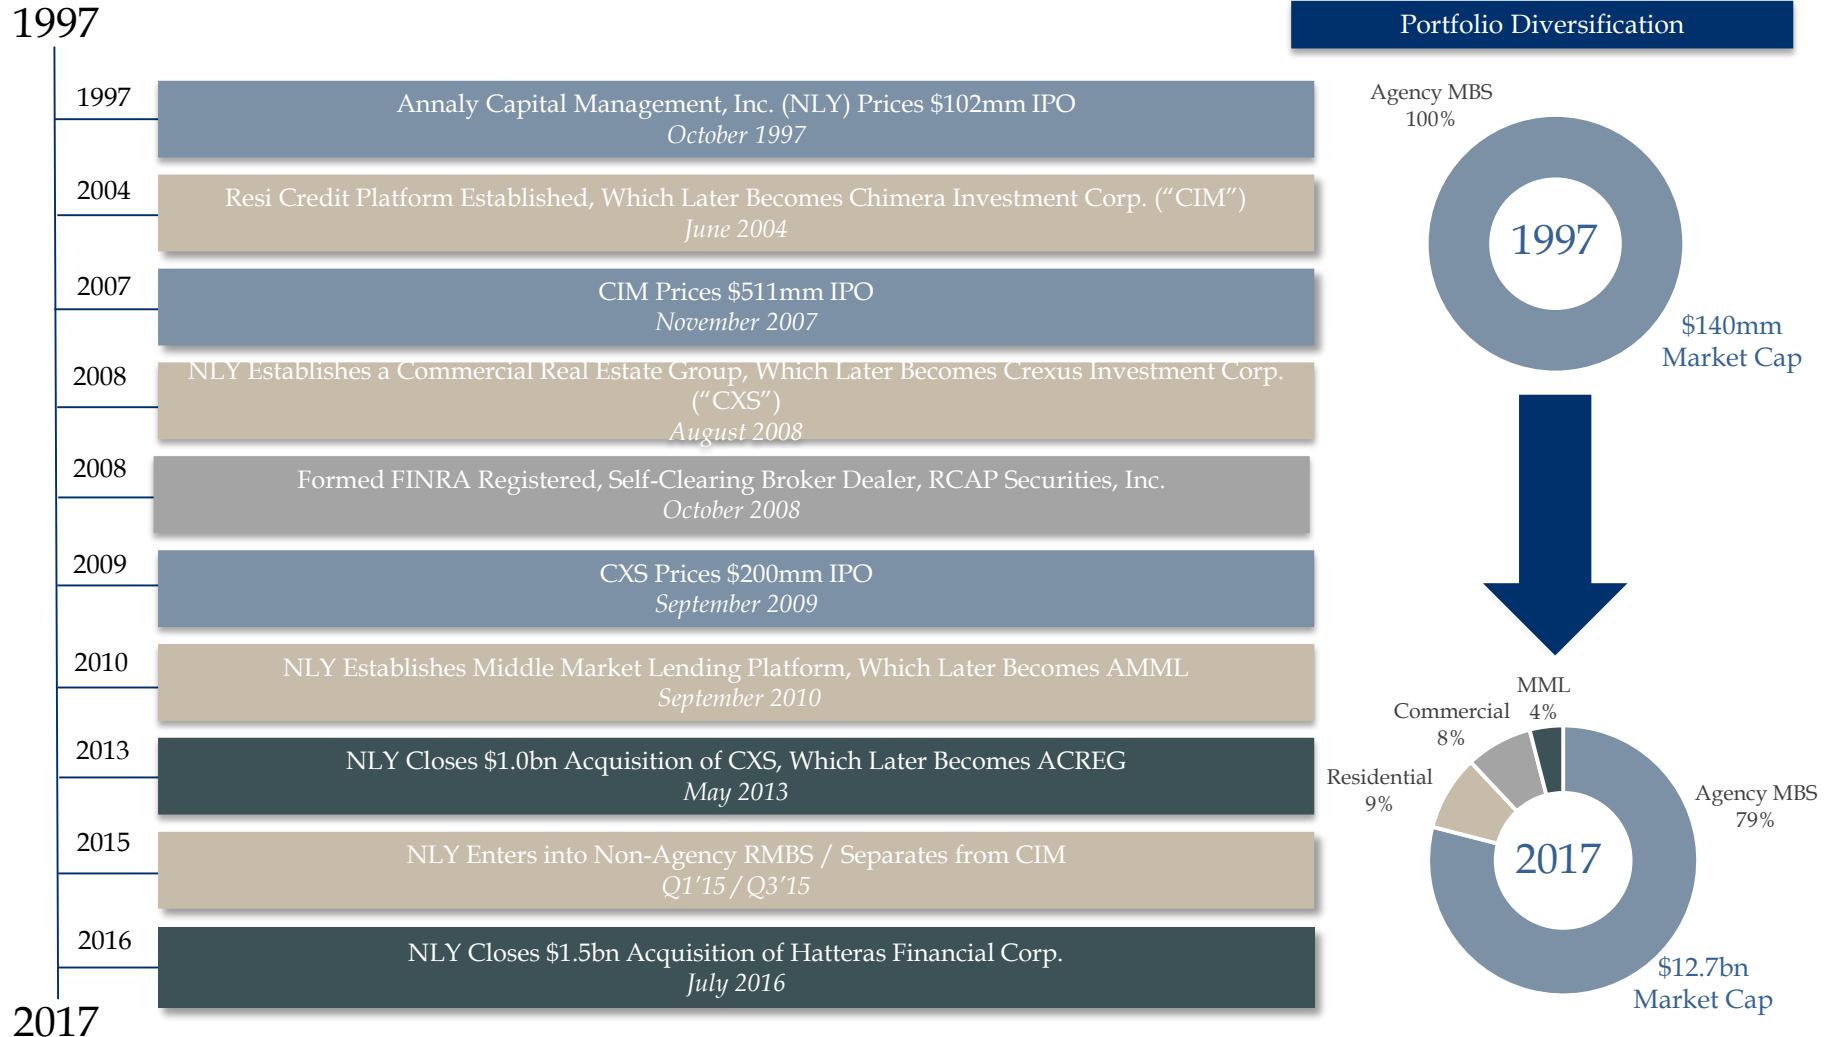 1997
1997
Annaly Capital Management, Inc. (NLY) Prices $102mm IPO
October 1997
2004
Resi Credit Platform Established, Which Later Becomes Chimera Investment Corp. (“CIM”)
June 2004
2007
CIM Prices $511mm IPO
November 2007
2008
NLY Establishes a Commercial Real Estate Group, Which Later Becomes Crexus Investment Corp.
(“CXS”)
August 2008
2008
Formed FINRA Registered, Self-Clearing Broker Dealer, RCAP Securities, Inc.
October 2008
2009
CXS Prices $200mm IPO
September 2009
2010
NLY Establishes Middle Market Lending Platform, Which Later Becomes AMML
September 2010
2013
NLY Closes $1.0bn Acquisition of CXS, Which Later Becomes ACREG
May 2013
2015
NLY Enters into Non-Agency RMBS / Separates from CIM
Q1’15 / Q3’15
2016
NLY Closes $1.5bn Acquisition of Hatteras Financial Corp.
July 2016
2017
Portfolio Diversification
Agency MBS
100%
1997
$140mm
Market Cap
MML
4%
Commercial
8%
Residential
9%
Agency MBS
79%
2017
$12.7bn
Market Cap